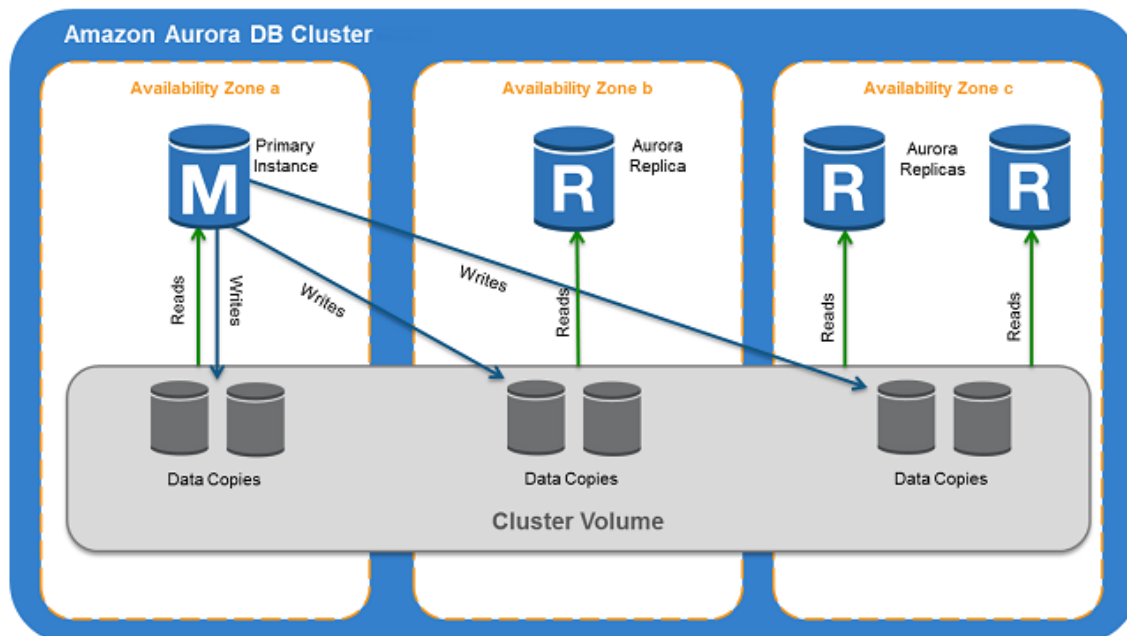 Amazon Aurora DB Cluster
Availability Zone a
Availability Zone b
Availability Zone c
Primary
Instance
M
Aurora
Replica
R
Aurora
Replicas
R
R
Reads
Writes
Writes
Reads
Writes
Reads
Reads
Data Copies
Data Copies
Data Copies
Cluster Volume